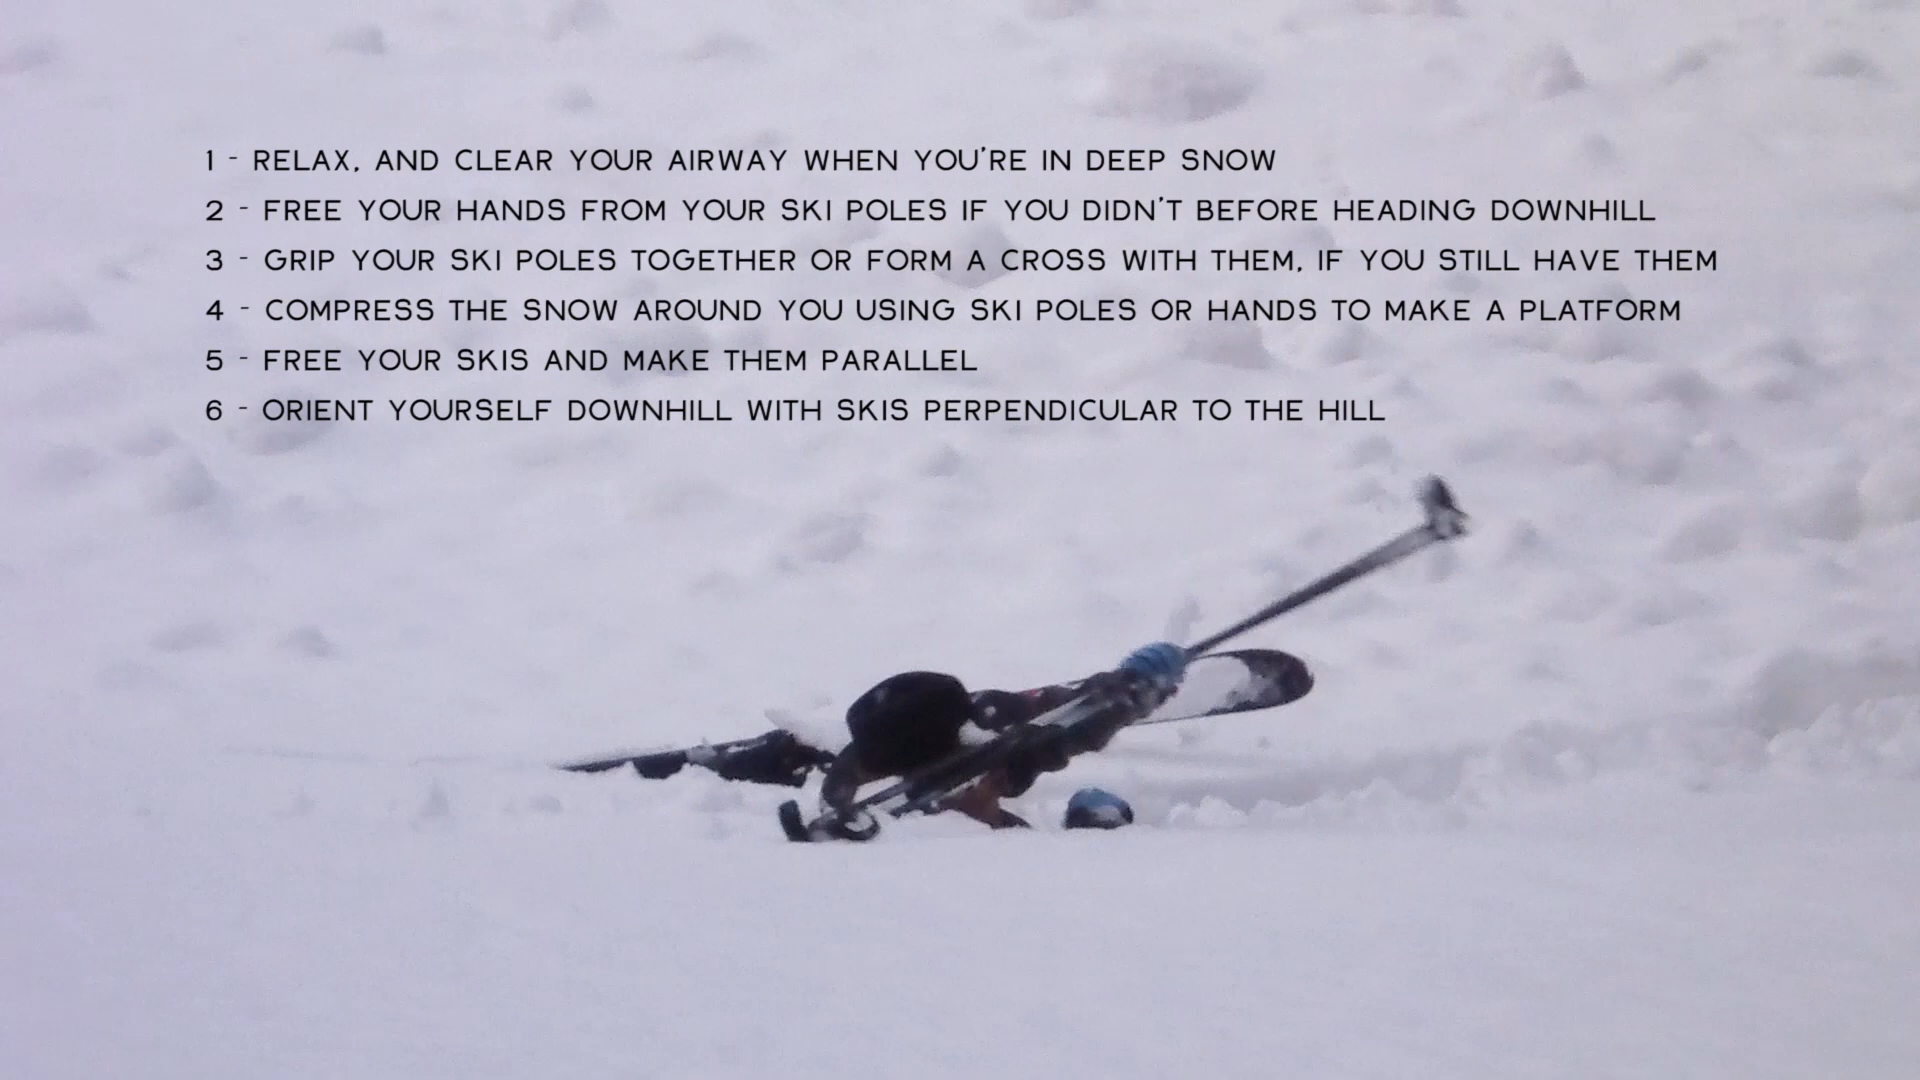 1 - RELAX, AND CLEAR YOUR AIRWAY WHEN YOU'RE IN DEEP SNOW
2 - FREE YOUR HANDS FROM YOUR SKI POLES IF YOU DIDN'T BEFORE HEADING DOWNHILL
3 - GRIP YOUR SKI POLES TOGETHER OR FORM A CROSS WITH THEM, IF YOU STILL HAVE THEM
4 - COMPRESS THE SNOW AROUND YOU USING SKI POLES OR HANDS TO MAKE A PLATFORM
5 - FREE YOUR SKIS AND MAKE THEM PARALLEL
6 - ORIENT YOURSELF DOWNHILL WITH SKIS PERPENDICULAR TO THE HILL